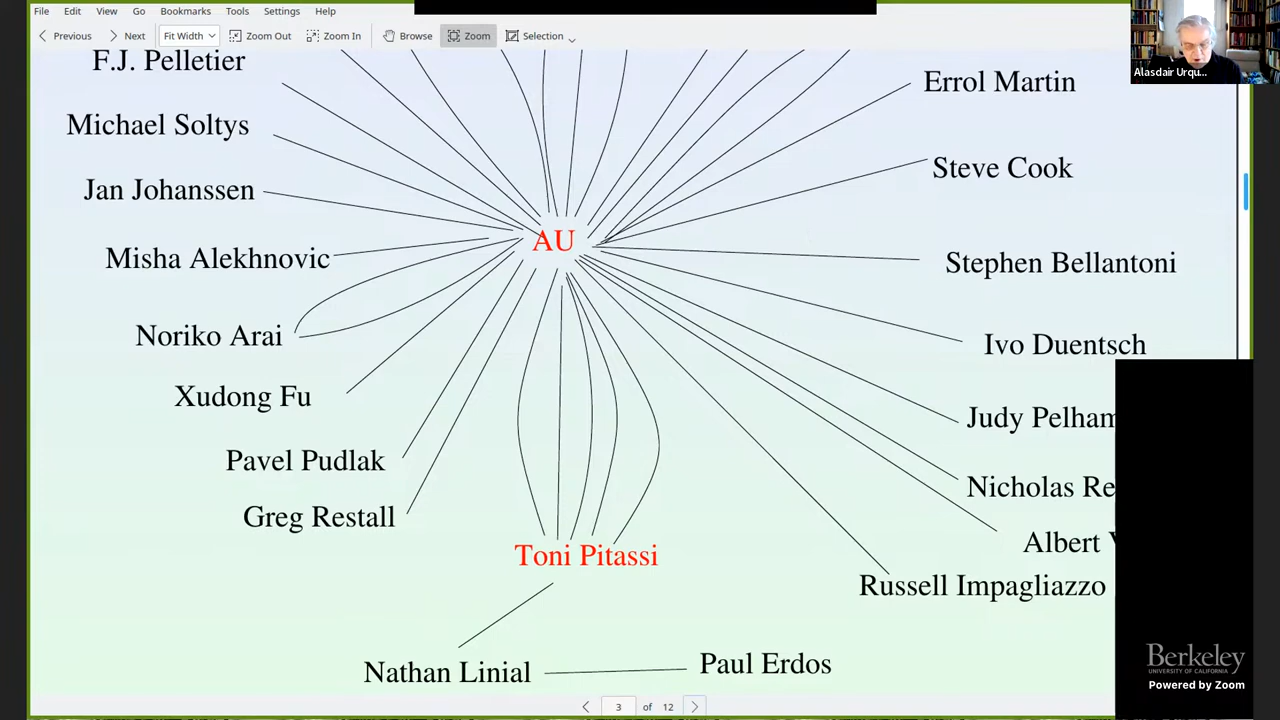 File Edit View Go Bookmarks Tools Settings Help
Previous Next Fit Width Zoom Out Zoom In Browse Zoom Selection
Alasdair Urqu...
F.J. Pelletier
Errol Martin
Michael Soltys
Steve Cook
Jan Johanssen
AU
Misha Alekhnovic
Stephen Bellantoni
Noriko Arai
Ivo Duentsch
Xudong Fu
Judy Pelham
Pavel Pudlak
Nicholas Re
Greg Restall
Albert
Toni Pitassi
Russell Impagliazzo
Nathan Linial
Paul Erdos
Berkeley
UNIVERSITY OF CALIFORNIA
Powered by Zoom
3 of 12